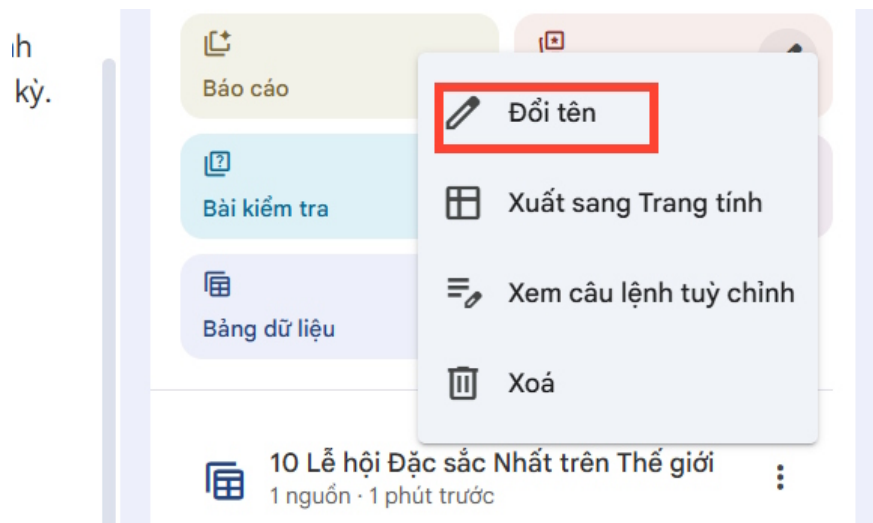 kỳ.
Báo cáo
Đổi tên
Bài kiểm tra
Xuất sang Trang tính
Xem câu lệnh tuỳ chỉnh
Bảng dữ liệu
Xoá
10 Lễ hội Đặc sắc Nhất trên Thế giới
1 nguồn · 1 phút trước